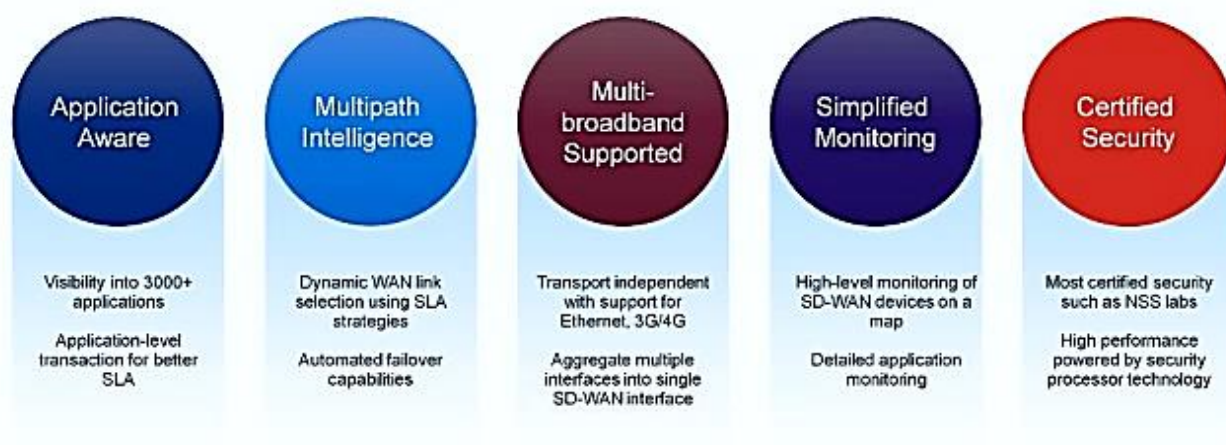 Application
Aware
Visibility into 3000+
applications
Application-level
transaction for better
SLA
Multipath
Intelligence
Dynamic WAN link
selection using SLA
strategies
Automated failover
capabilities
Multi-
broadband
Supported
Transport independent
with support for
Ethernet, 3G/4G
Aggregate multiple
interfaces into single
SD-WAN interface
Simplified
Monitoring
High-level monitoring of
SD-WAN devices on a
map
Detailed application
monitoring
Certified
Security
Most certified security
such as NSS labs
High performance
powered by security
processor technology